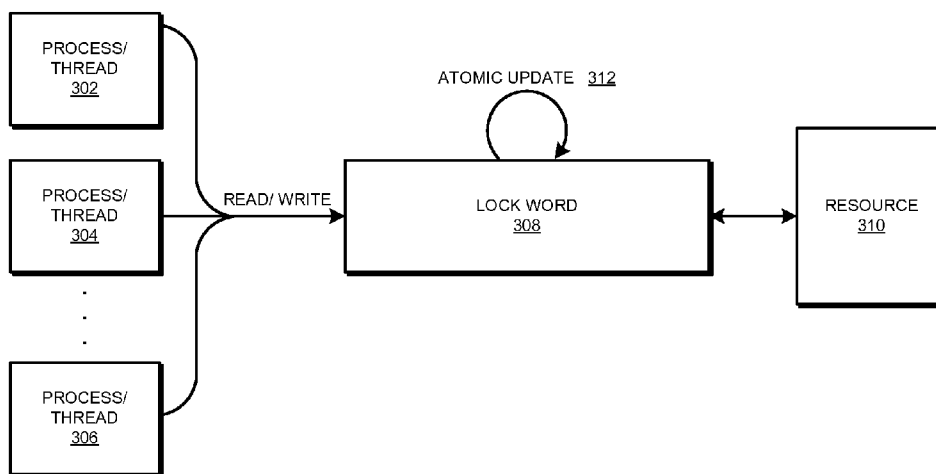 PROCESS/
THREAD
302
ATOMIC UPDATE 312
PROCESS/
THREAD
304
READ/ WRITE
LOCK WORD
308
RESOURCE
310
PROCESS/
THREAD
306